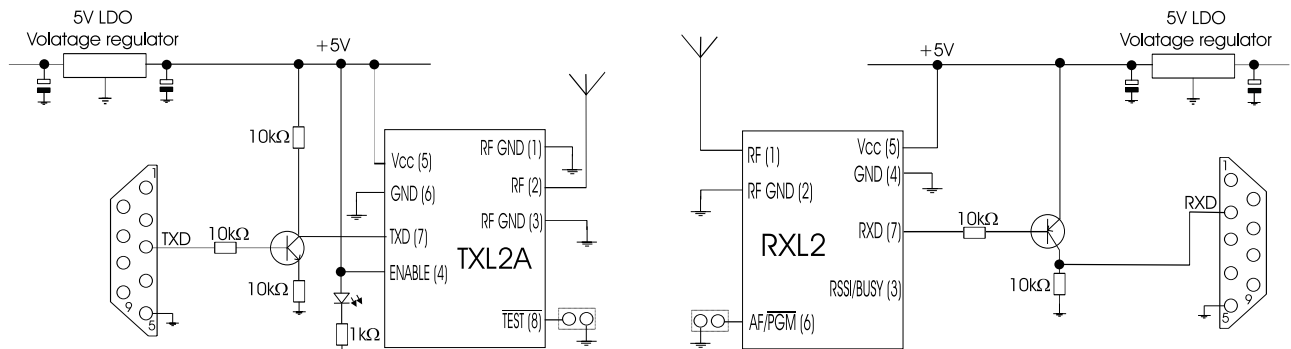 5V LDO
Volatage regulator
+5V
10kΩ
Vcc (5)
GND (6)
TXD (7)
ENABLE (4)
RF GND (1)
RF (2)
RF GND (3)
TXL2A
TEST (8)
1
TXD
9
5
10kΩ
10kΩ
1kΩ
+5V
5V LDO
Volatage regulator
RF (1)
RF GND (2)
Vcc (5)
GND (4)
RXD (7)
RXL2
RSSI/BUSY (3)
AF/PGM (6)
10kΩ
10kΩ
RXD
1
9
5